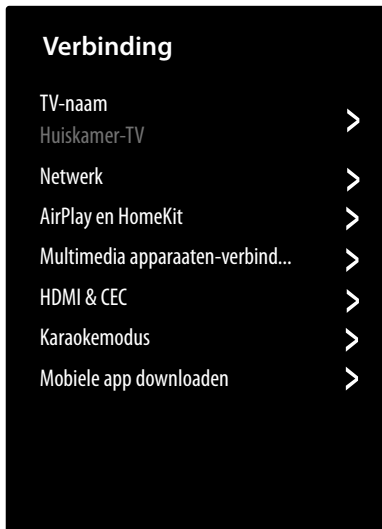 Verbinding
TV-naam
Huiskamer-TV
Netwerk
AirPlay en HomeKit
Multimedia apparaaten-verbind...
HDMI & CEC
Karaokemodus
Mobiele app downloaden